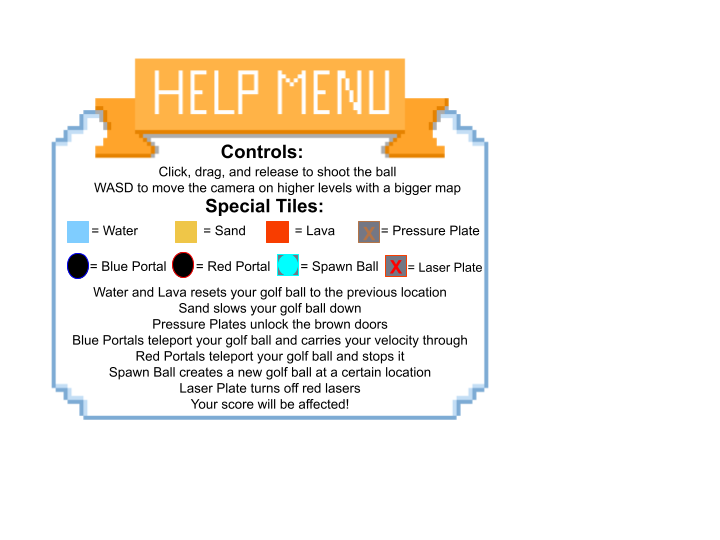 HELP MENU
Controls:
Click, drag, and release to shoot the ball
WASD to move the camera on higher levels with a bigger map
Special Tiles:
= Water = Sand = Lava X = Pressure Plate
= Blue Portal = Red Portal = Spawn Ball X = Laser Plate
Water and Lava resets your golf ball to the previous location
Sand slows your golf ball down
Pressure Plates unlock the brown doors
Blue Portals teleport your golf ball and carries your velocity through
Red Portals teleport your golf ball and stops it
Spawn Ball creates a new golf ball at a certain location
Laser Plate turns off red lasers
Your score will be affected!